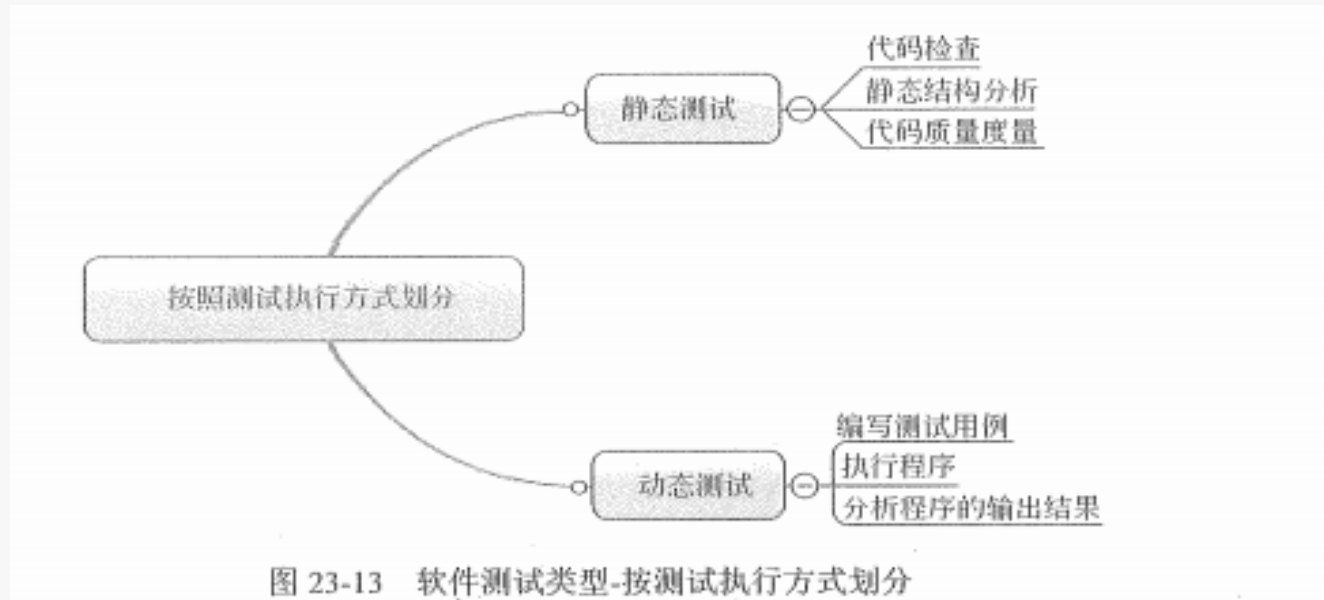 代码检查
静态测试
静态结构分析
代码质量度量
按照测试执行方式划分
编写测试用例
动态测试
执行程序
分析程序的输出结果
图 23-13 软件测试类型-按测试执行方式划分